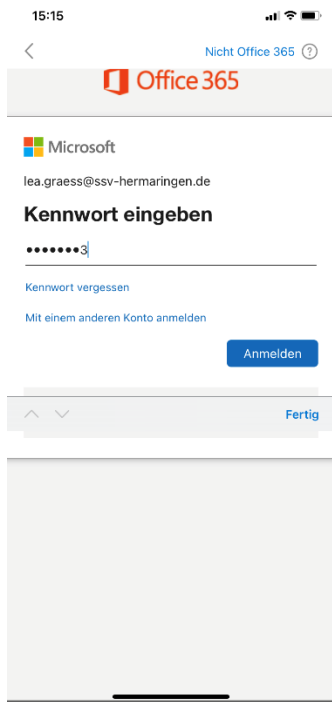 15:15
Nicht Office 365 ?
Office 365
Microsoft
lea.graess@ssv-hermaringen.de
Kennwort eingeben
•••••••3
Kennwort vergessen
Mit einem anderen Konto anmelden
Anmelden
Fertig